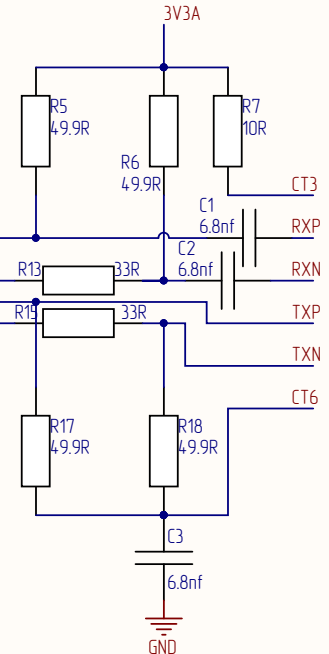 3V3A
R5
49.9R
R6
49.9R
R7
10R
CT3
C1
6.8nf
RXP
C2
6.8nf
RXN
R13
33R
TXP
R15
33R
TXN
CT6
R17
49.9R
R18
49.9R
C3
6.8nf
GND